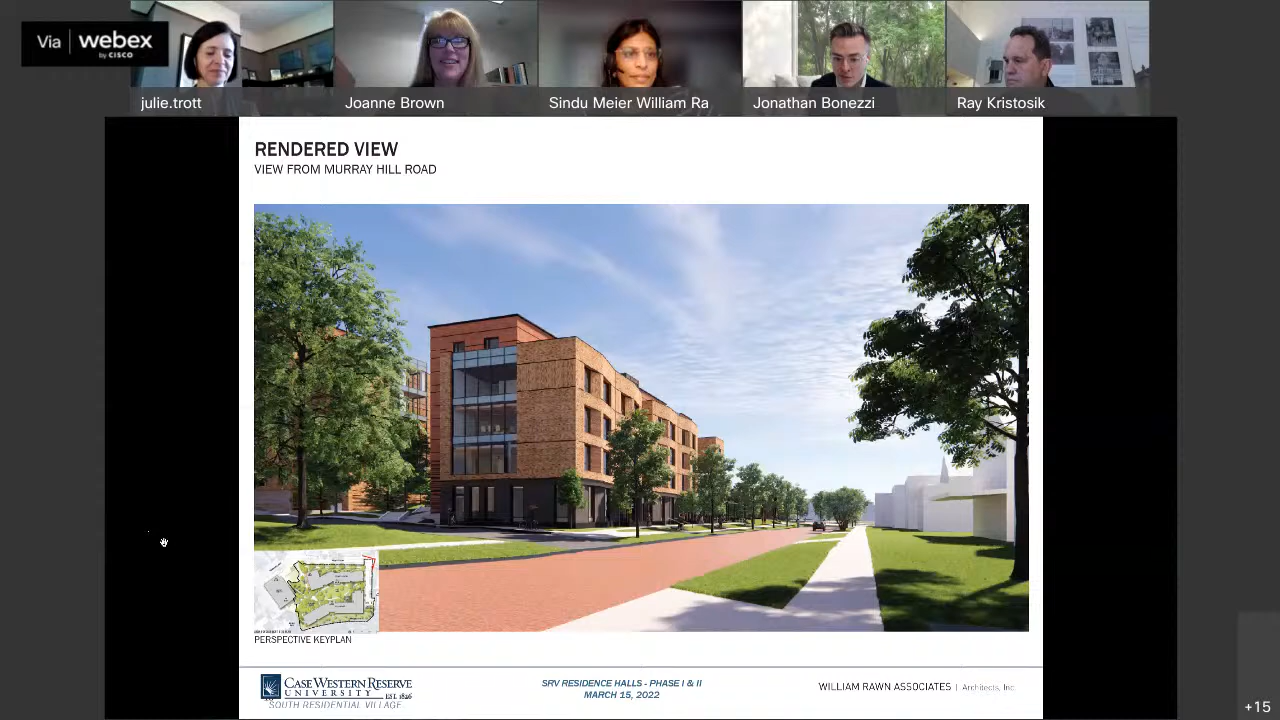 Via webex
by CISCO
julie.trott
Joanne Brown
Sindu Meier William Ra
Jonathan Bonezzi
Ray Kristosik
RENDERED VIEW
VIEW FROM MURRAY HILL ROAD
PERSPECTIVE KEYPLAN
CASE WESTERN RESERVE
UNIVERSITY EST. 1826
SOUTH RESIDENTIAL VILLAGE
SRV RESIDENCE HALLS - PHASE I & II
MARCH 15, 2022
WILLIAM RAWN ASSOCIATES | Architects, Inc.
+15